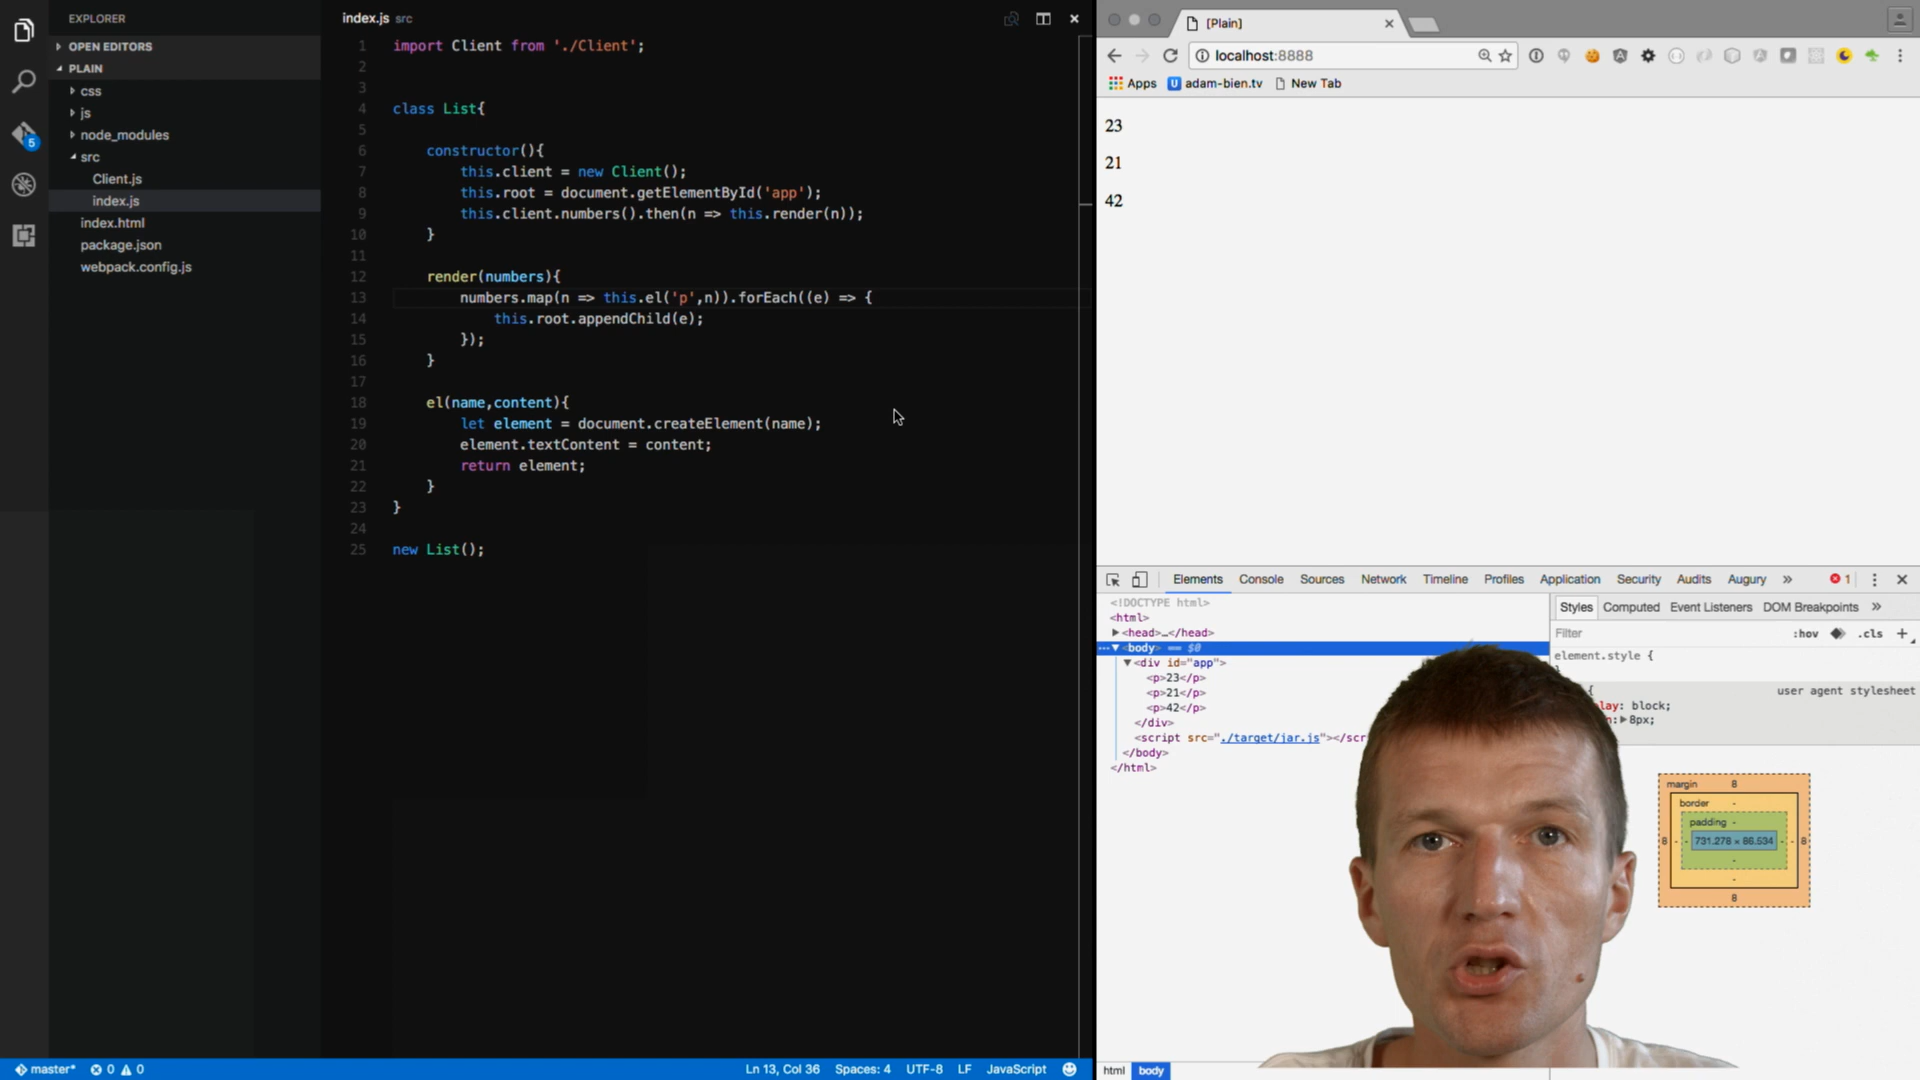 EXPLORER
OPEN EDITORS
PLAIN
css
js
node_modules
src
Client.js
index.js
index.html
package.json
webpack.config.js
5
index.js src
1 import Client from './Client';
2
3
4 class List{
5
6 constructor(){
7 this.client = new Client();
8 this.root = document.getElementById('app');
9 this.client.numbers().then(n => this.render(n));
10 }
11
12 render(numbers){
13 numbers.map(n => this.el('p',n)).forEach((e) => {
14 this.root.appendChild(e);
15 });
16 }
17
18 el(name,content){
19 let element = document.createElement(name);
20 element.textContent = content;
21 return element;
22 }
23 }
24
25 new List();
master* 0 0
Ln 13, Col 36 Spaces: 4 UTF-8 LF JavaScript
[Plain]
localhost:8888
Apps adam-bien.tv New Tab
23
21
42
Elements Console Sources Network Timeline Profiles Application Security Audits Augury » 1
<!DOCTYPE html>
<html>
<head>…</head>
<body> == $0
<div id="app">
<p>23</p>
<p>21</p>
<p>42</p>
</div>
<script src="./target/jar.js"></scr
</body>
</html>
html body
Styles Computed Event Listeners DOM Breakpoints »
Filter :hov .cls +
element.style {
{ user agent stylesheet
lay: block;
n: 8px;
margin 8
border -
padding -
8 - - 731.278 × 86.534 - - 8
-
-
8